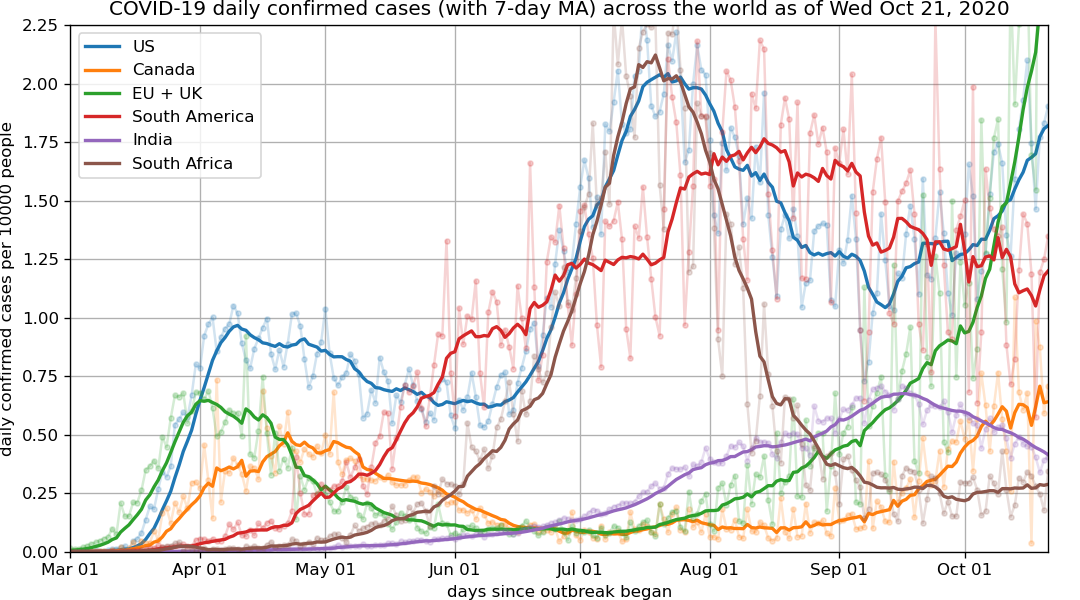 COVID-19 daily confirmed cases (with 7-day MA) across the world as of Wed Oct 21, 2020
daily confirmed cases per 10000 people
2.25
2.00
1.75
1.50
1.25
1.00
0.75
0.50
0.25
0.00
US
Canada
EU + UK
South America
India
South Africa
Mar 01
Apr 01
May 01
Jun 01
Jul 01
Aug 01
Sep 01
Oct 01
days since outbreak began